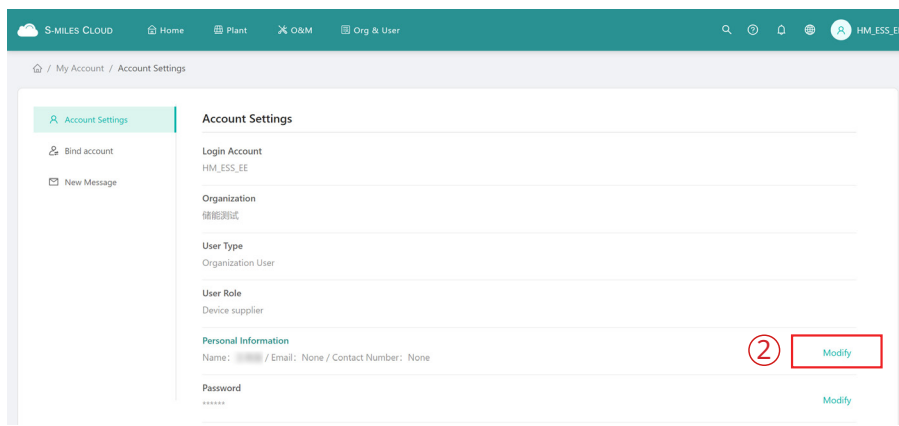 S-MILES CLOUD Home Plant O&M Org & User HM_ESS_E
/ My Account / Account Settings
Account Settings
Bind account
New Message
Account Settings
Login Account
HM_ESS_EE
Organization
储能测试
User Type
Organization User
User Role
Device supplier
Personal Information
Name： / Email：None / Contact Number：None
② Modify
Password
****** Modify